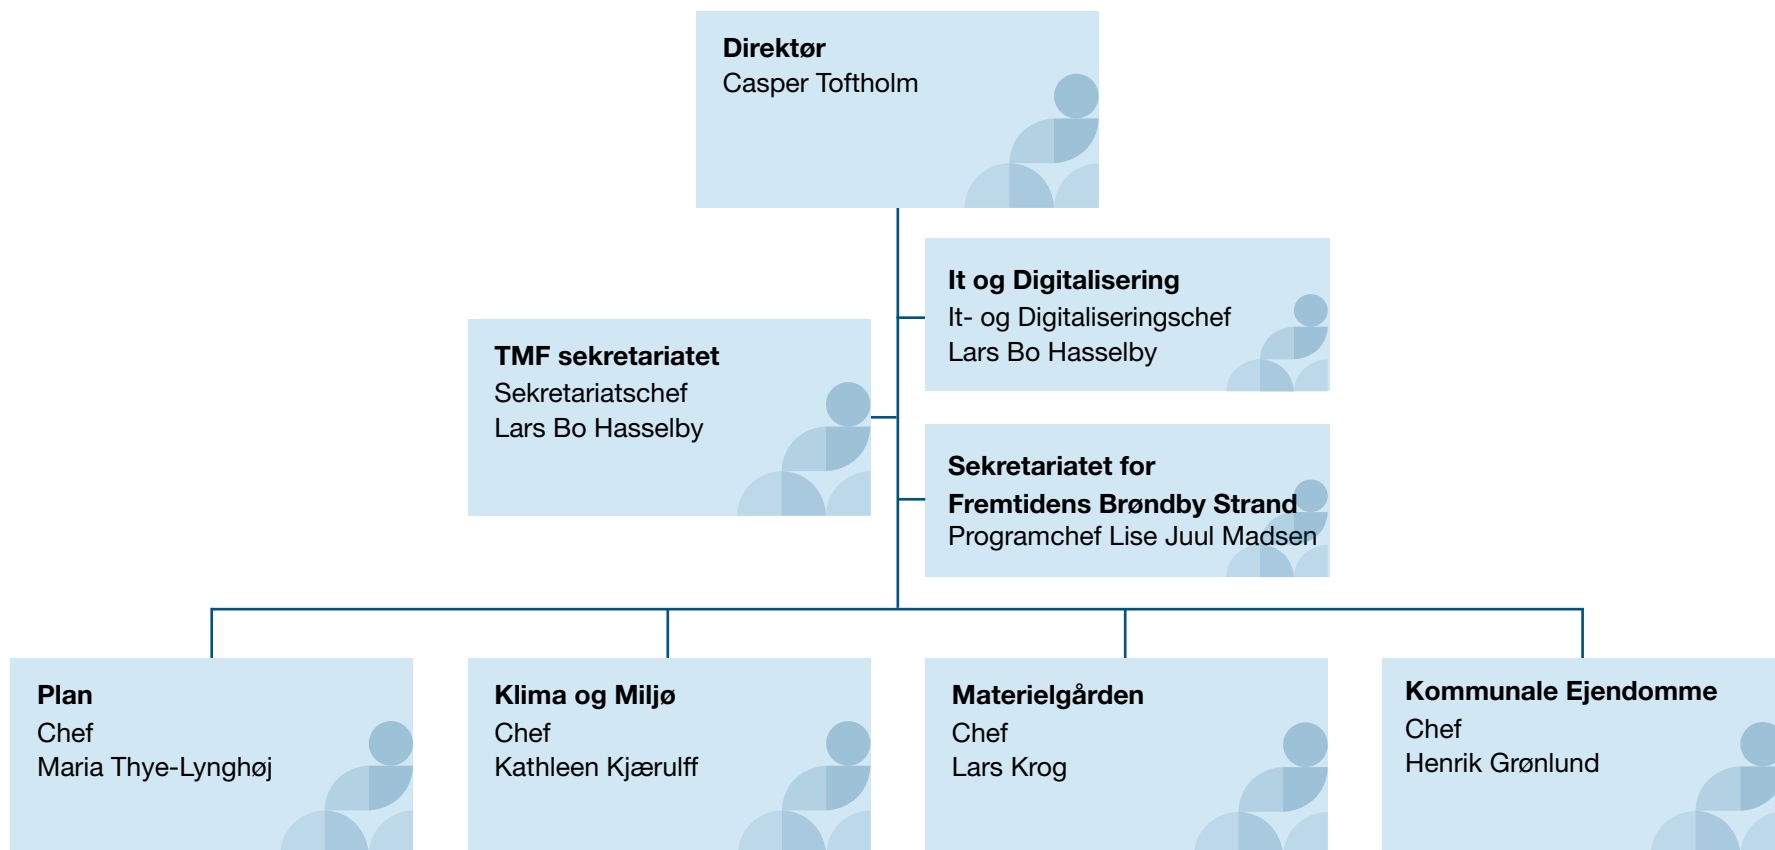 Direktør
Casper Toftholm
It og Digitalisering
It- og Digitaliseringschef
Lars Bo Hasselby
TMF sekretariatet
Sekretariatschef
Lars Bo Hasselby
Sekretariatet for
Fremtidens Brøndby Strand
Programchef Lise Juul Madsen
Plan
Chef
Maria Thye-Lynghøj
Klima og Miljø
Chef
Kathleen Kjærulff
Materielgården
Chef
Lars Krog
Kommunale Ejendomme
Chef
Henrik Grønlund